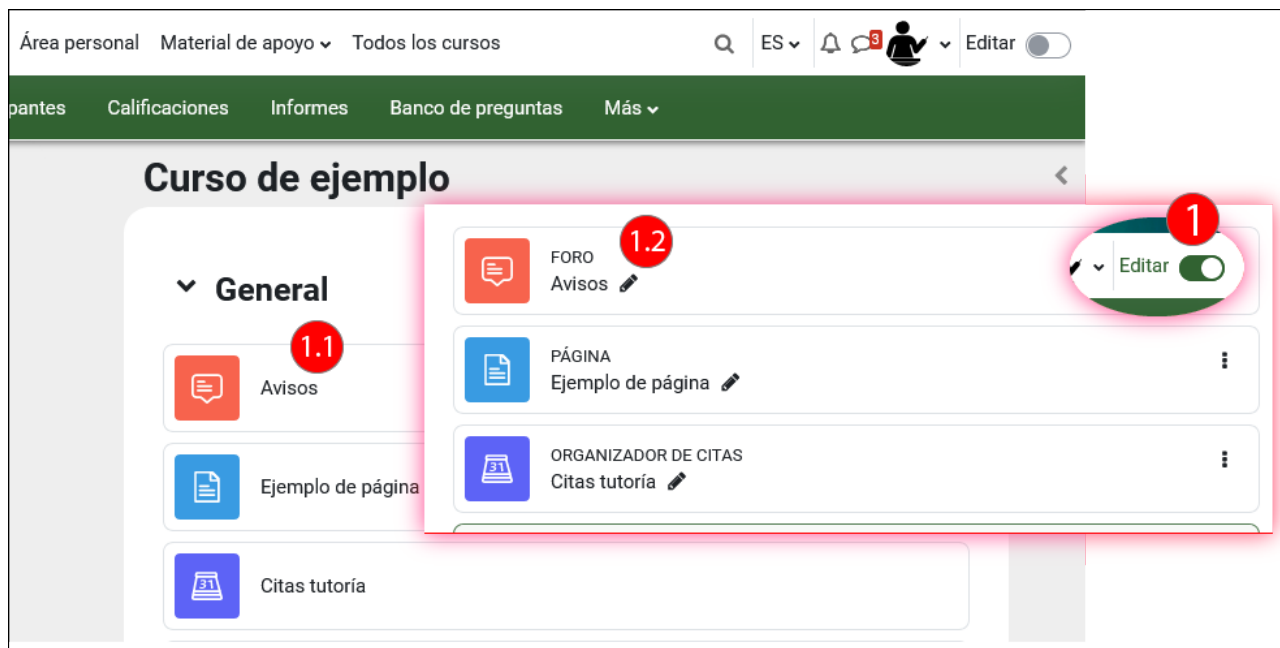 Área personal Material de apoyo Todos los cursos ES 3 Editar
pantes Calificaciones Informes Banco de preguntas Más
Curso de ejemplo
General
1.1
Avisos
Ejemplo de página
31 Citas tutoría
1
Editar
1.2
FORO
Avisos
PÁGINA
Ejemplo de página
ORGANIZADOR DE CITAS
31 Citas tutoría